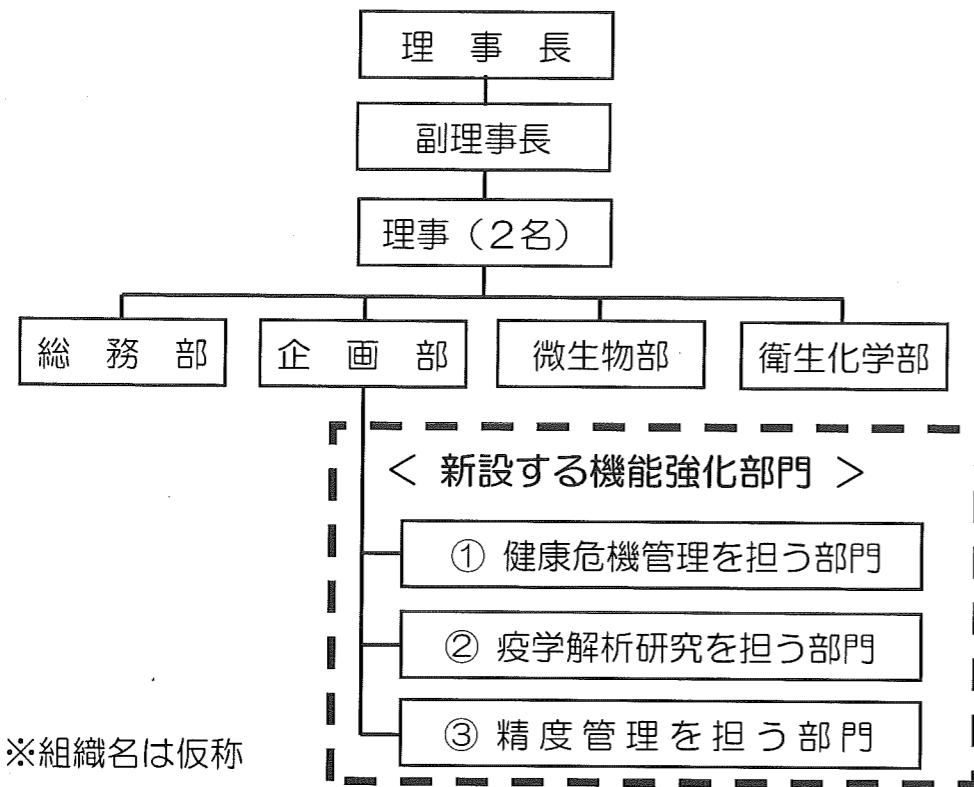 理事長
副理事長
理事（２名）
総務部
企画部
微生物部
衛生化学部
＜ 新設する機能強化部門 ＞
① 健康危機管理を担う部門
② 疫学解析研究を担う部門
③ 精度管理を担う部門
※組織名は仮称